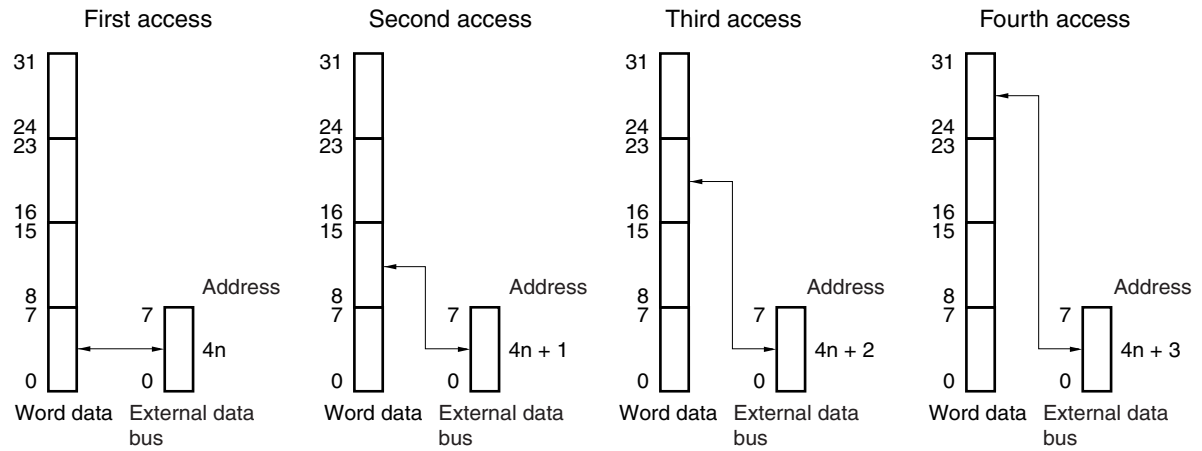 First access
Second access
Third access
Fourth access
31
24
23
16
15
8
7
0
Address
7
4n
0
Word data
External data
bus
31
24
23
16
15
8
7
0
Address
7
4n + 1
0
Word data
External data
bus
31
24
23
16
15
8
7
0
Address
7
4n + 2
0
Word data
External data
bus
31
24
23
16
15
8
7
0
Address
7
4n + 3
0
Word data
External data
bus